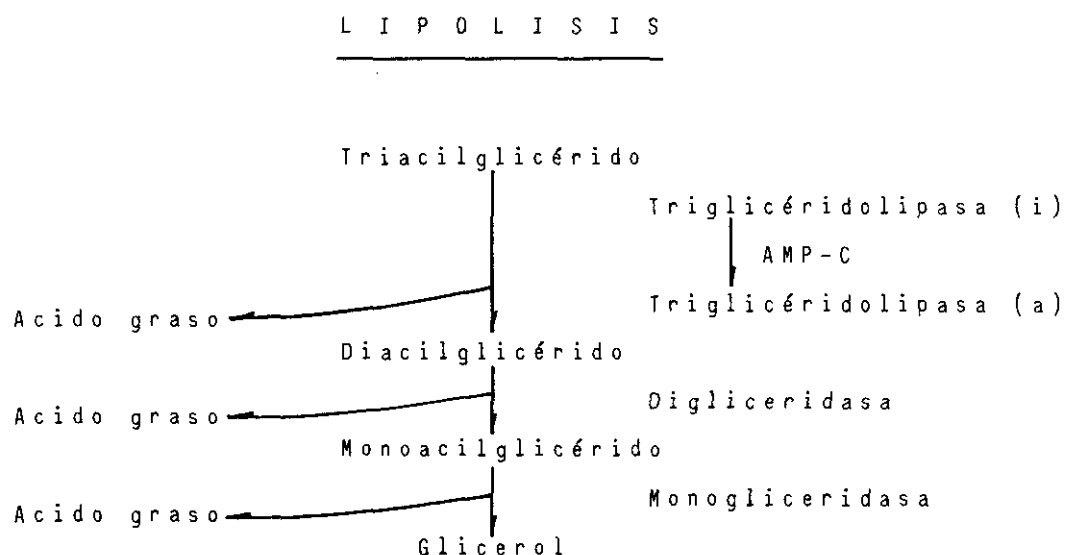 LIPOLISIS
Triacilglicérido
Triglicéridolipasa (i)
AMP-C
Acido graso
Triglicéridolipasa (a)
Diacilglicérido
Acido graso
Digliceridasa
Monoacilglicérido
Acido graso
Monogliceridasa
Glicerol